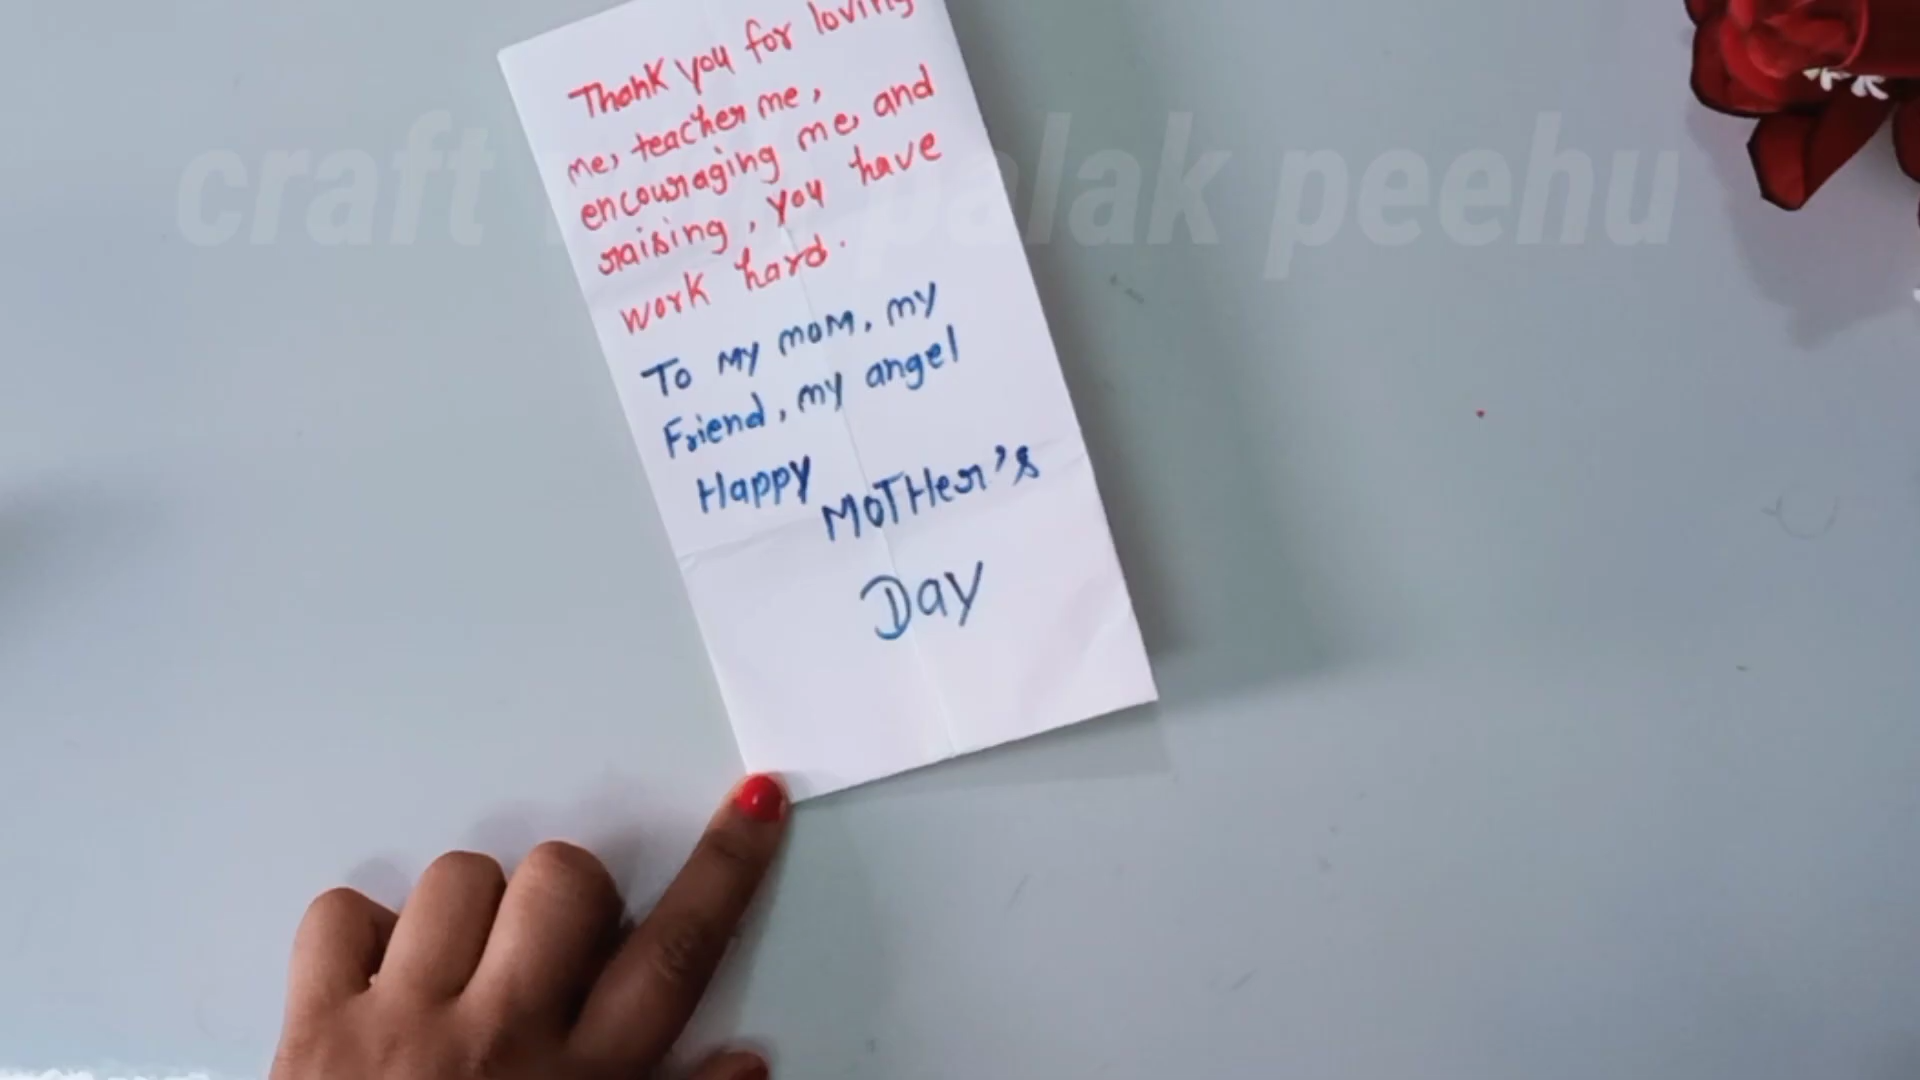 Thank you for loving
me, teacher me,
encouraging me, and
raising, you have
work hard.
To My moM, my
Friend, my angel
Happy MoTHer's
Day
craft palak peehu